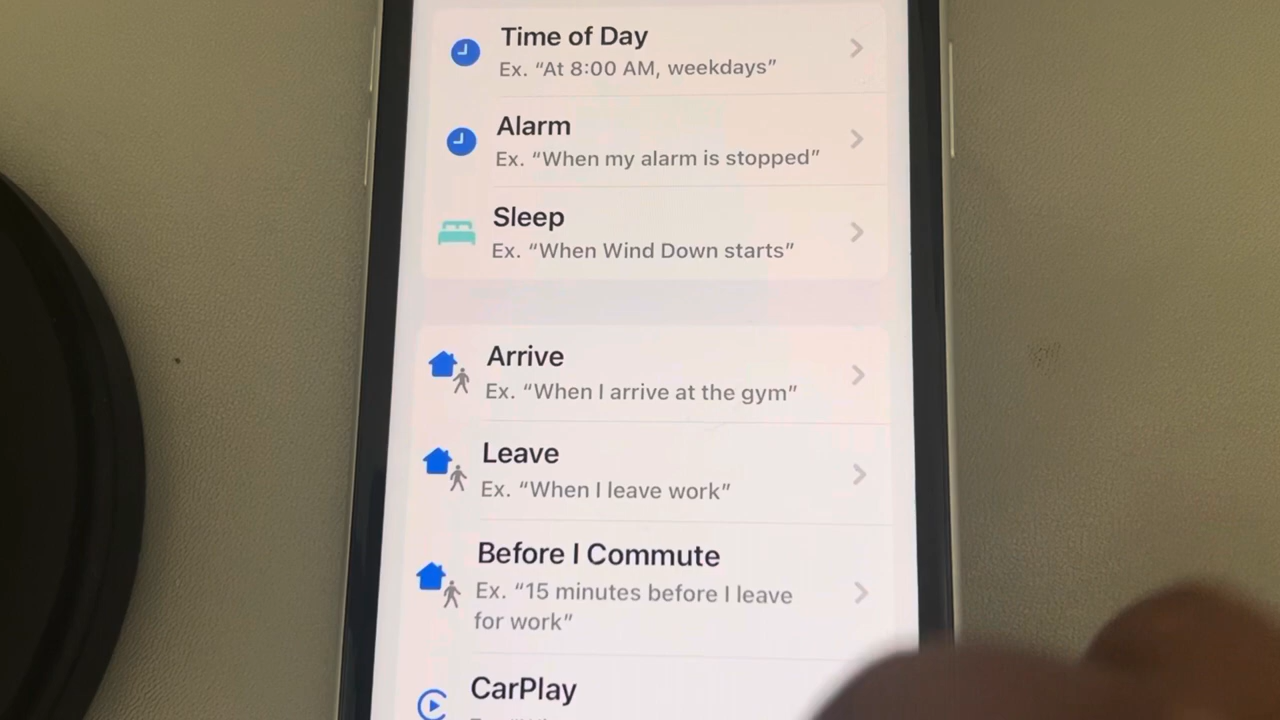 Time of Day
Ex. “At 8:00 AM, weekdays”
Alarm
Ex. “When my alarm is stopped”
Sleep
Ex. “When Wind Down starts”
Arrive
Ex. “When I arrive at the gym”
Leave
Ex. “When I leave work”
Before I Commute
Ex. “15 minutes before I leave
for work”
CarPlay